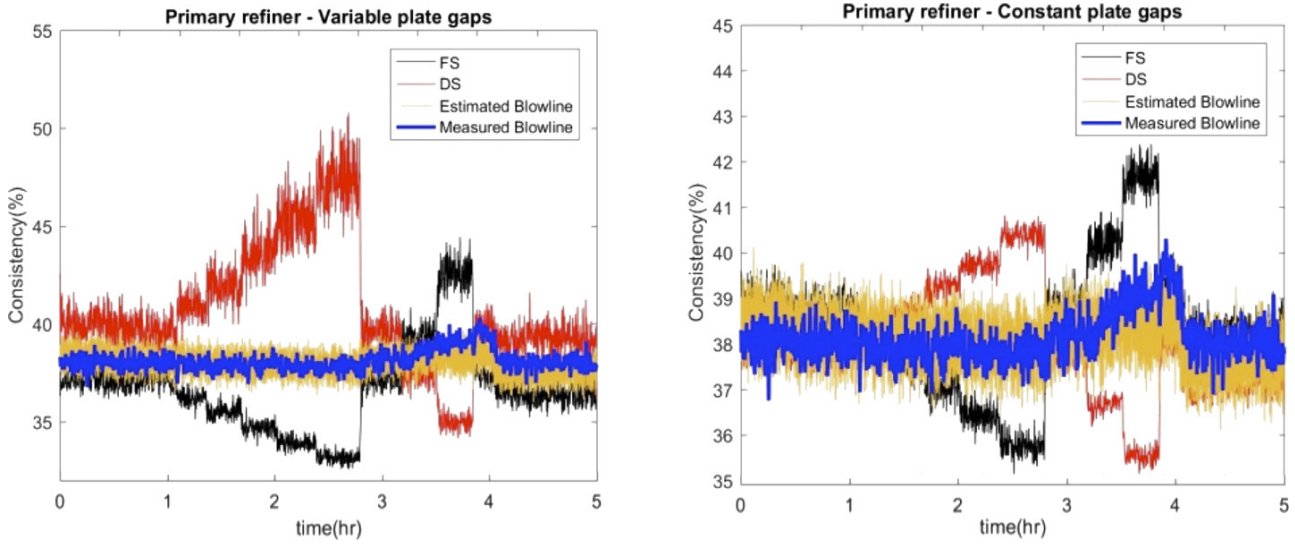 Primary refiner - Variable plate gaps
55
50
45
40
35
Consistency(%)
FS
DS
Estimated Blowline
Measured Blowline
0 1 2 3 4 5
time(hr)
Primary refiner - Constant plate gaps
45
44
43
42
41
40
39
38
37
36
35
Consistency(%)
FS
DS
Estimated Blowline
Measured Blowline
0 1 2 3 4 5
time(hr)